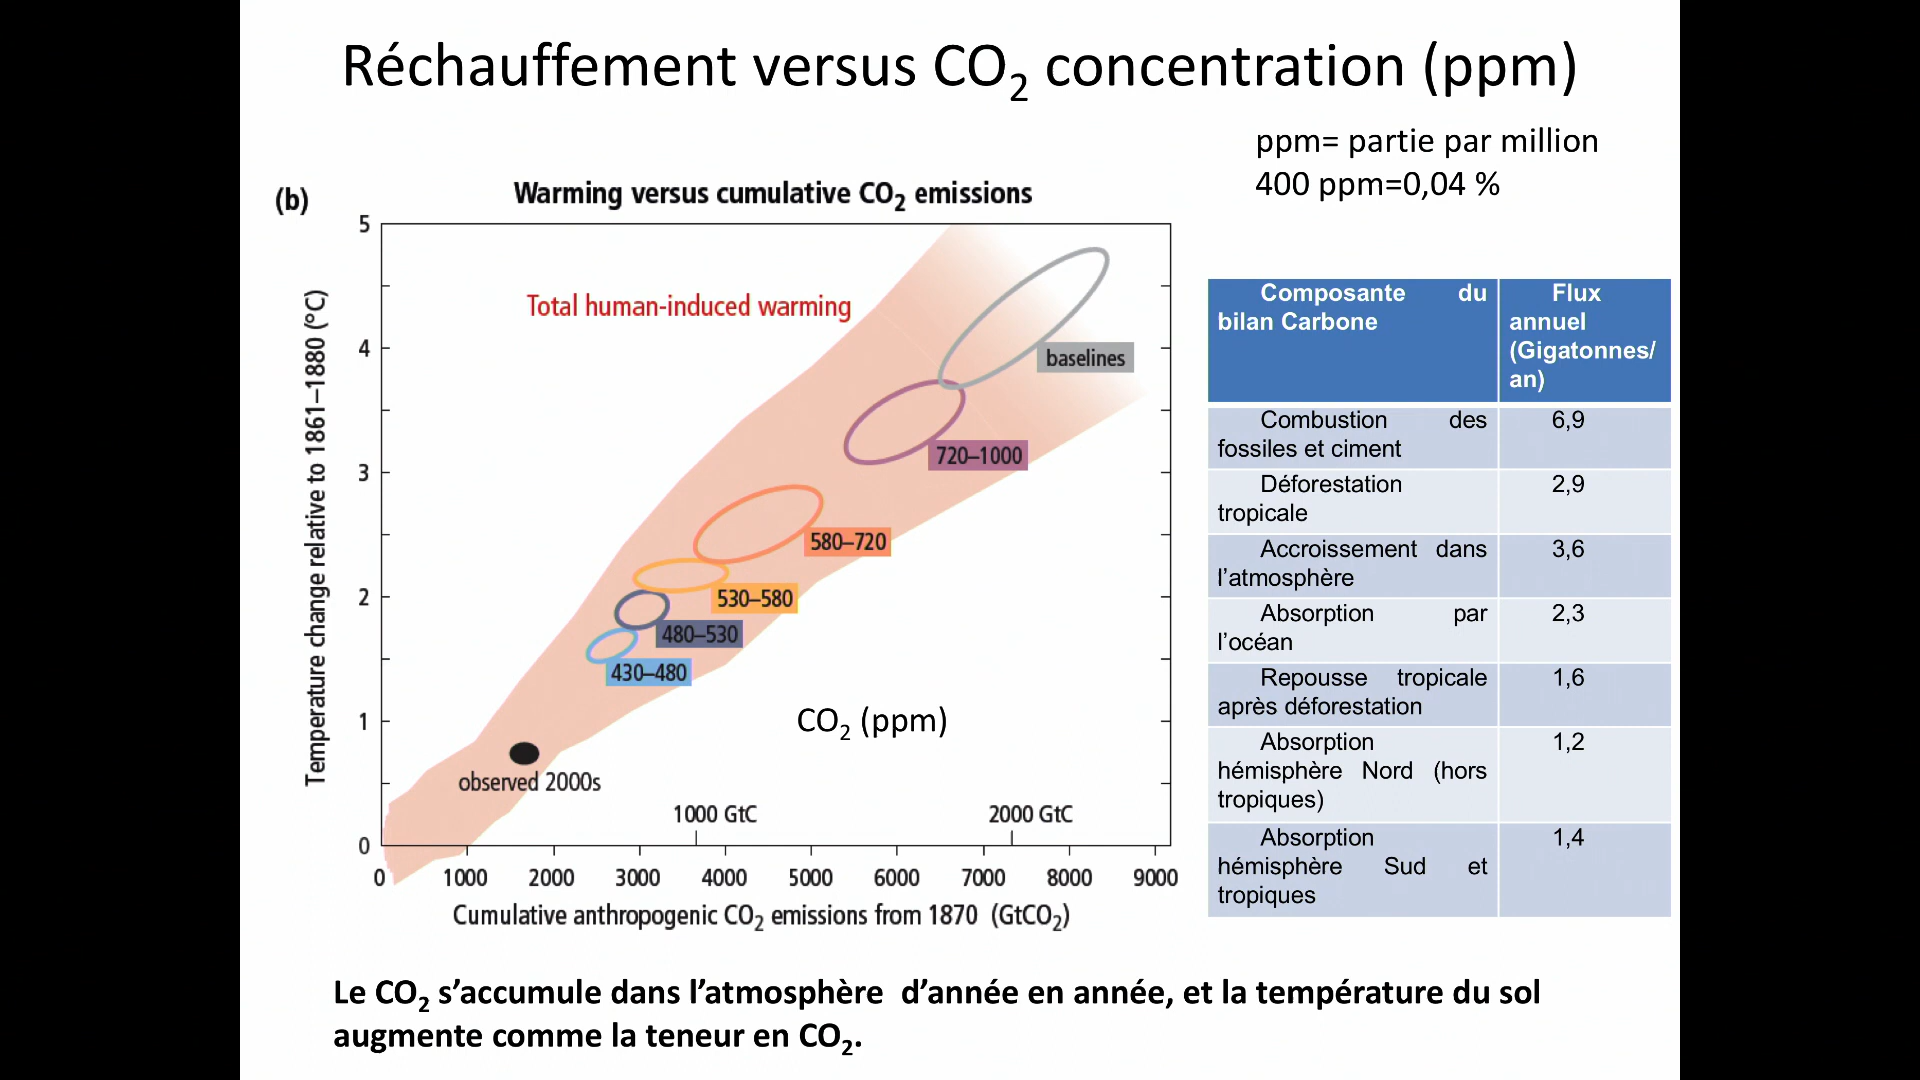 Réchauffement versus CO₂ concentration (ppm)
ppm= partie par million
400 ppm=0,04 %
(b)
Warming versus cumulative CO₂ emissions
Temperature change relative to 1861–1880 (°C)
5
4
3
2
1
0
Total human-induced warming
baselines
720–1000
580–720
530–580
480–530
430–480
CO₂ (ppm)
observed 2000s
1000 GtC
2000 GtC
0 1000 2000 3000 4000 5000 6000 7000 8000 9000
Cumulative anthropogenic CO₂ emissions from 1870 (GtCO₂)
Composante du
bilan Carbone
Flux
annuel
(Gigatonnes/
an)
Combustion des
fossiles et ciment
6,9
Déforestation
tropicale
2,9
Accroissement dans
l’atmosphère
3,6
Absorption par
l’océan
2,3
Repousse tropicale
après déforestation
1,6
Absorption
hémisphère Nord (hors
tropiques)
1,2
Absorption
hémisphère Sud et
tropiques
1,4
Le CO₂ s’accumule dans l’atmosphère d’année en année, et la température du sol
augmente comme la teneur en CO₂.